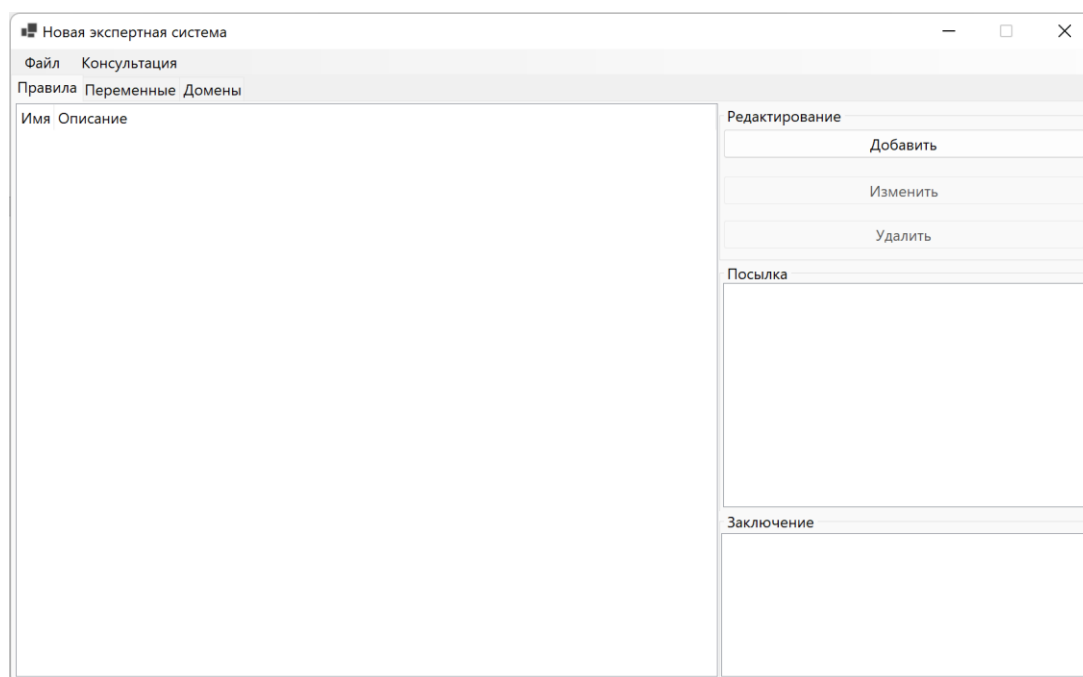 Новая экспертная система
Файл Консультация
Правила Переменные Домены
Имя Описание
Редактирование
Добавить
Изменить
Удалить
Посылка
Заключение